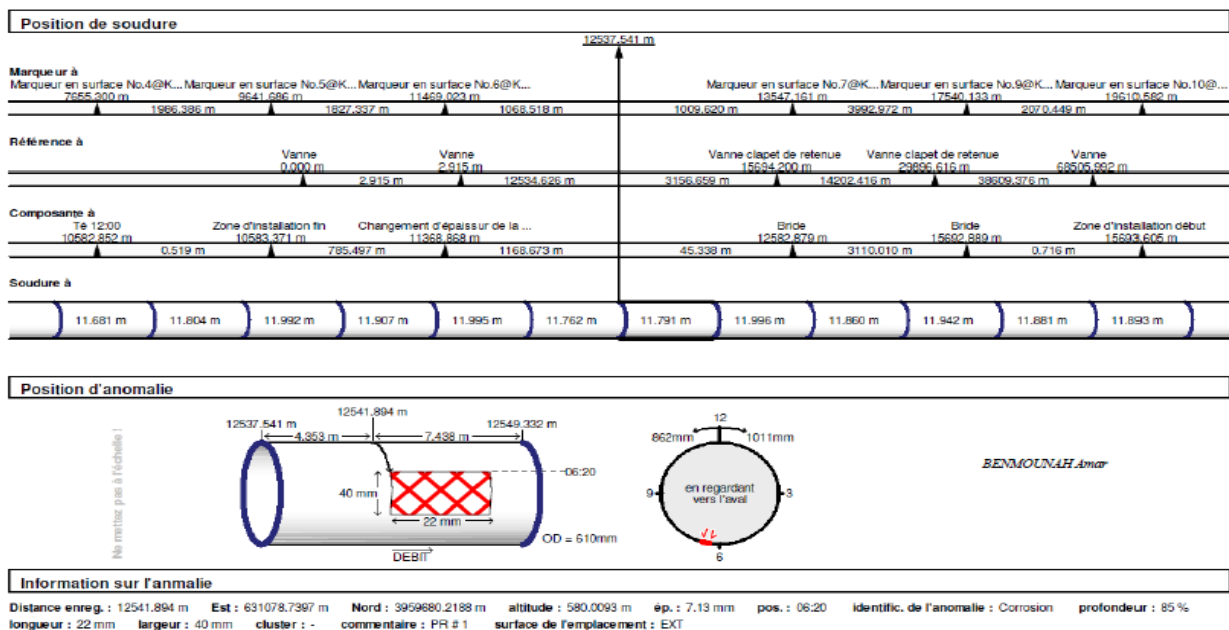 Position de soudure
12537.541 m
Marqueur à
Marqueur en surface No.4@K... Marqueur en surface No.5@K... Marqueur en surface No.6@K... Marqueur en surface No.7@K... Marqueur en surface No.9@K... Marqueur en surface No.10@...
7655.300 m 9641.686 m 11469.023 m 13547.161 m 17540.133 m 19610.582 m
1986.386 m 1827.337 m 1068.518 m 1009.620 m 3992.972 m 2070.449 m
Référence à
Vanne Vanne Vanne clapet de retenue Vanne clapet de retenue Vanne
0.000 m 2.915 m 15694.200 m 29896.616 m 68505.992 m
2.915 m 12534.626 m 3156.659 m 14202.416 m 38609.376 m
Composante à
Té 12:00 Zone d'installation fin Changement d'épaissur de la ... Bride Bride Zone d'installation début
10582.852 m 10583.371 m 11368.868 m 12582.879 m 15692.889 m 15693.605 m
0.519 m 785.497 m 1168.673 m 45.338 m 3110.010 m 0.716 m
Soudure à
11.681 m 11.804 m 11.992 m 11.907 m 11.995 m 11.762 m 11.791 m 11.996 m 11.860 m 11.942 m 11.881 m 11.893 m
Position d'anomalie
Ne mettez pas à l'échelle !
12541.894 m
12537.541 m 12549.332 m
4.353 m 7.438 m
06:20
40 mm
22 mm
OD = 610mm
DEBIT
12
862mm 1011mm
9 en regardant 3
vers l'aval
6
BENMOUNAH Amar
Information sur l'anmalie
Distance enreg. : 12541.894 m Est : 631078.7397 m Nord : 3959680.2188 m altitude : 580.0093 m ép. : 7.13 mm pos. : 06:20 identific. de l'anomalie : Corrosion profondeur : 85 %
longueur : 22 mm largeur : 40 mm cluster : - commentaire : PR # 1 surface de l'emplacement : EXT